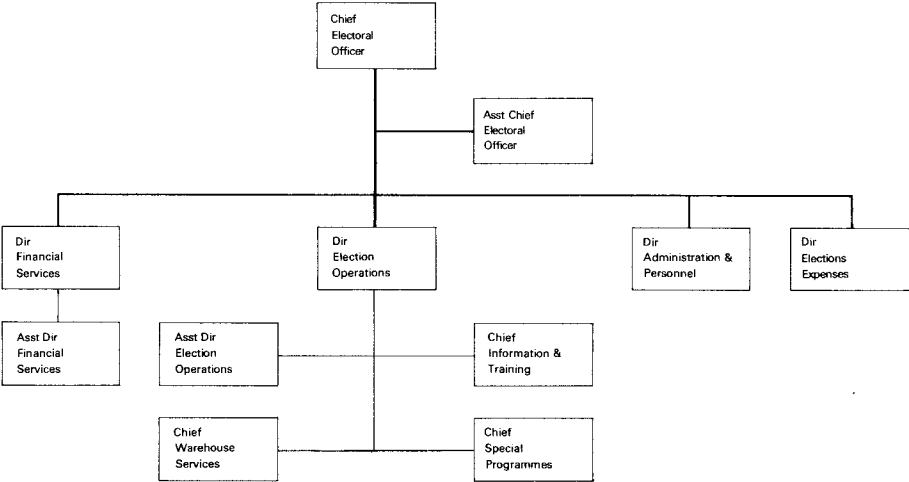 Chief
Electoral
Officer
Asst Chief
Electoral
Officer
Dir
Financial
Services
Dir
Election
Operations
Dir
Administration &
Personnel
Dir
Elections
Expenses
Asst Dir
Financial
Services
Asst Dir
Election
Operations
Chief
Information &
Training
Chief
Warehouse
Services
Chief
Special
Programmes